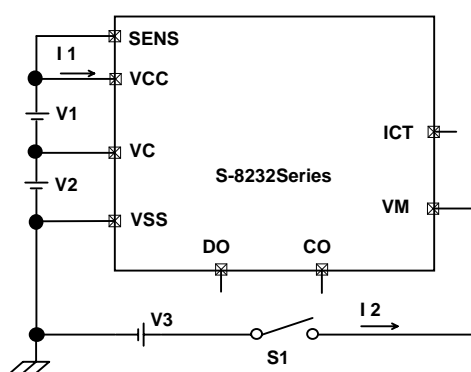 SENS
I 1
VCC
V1
ICT
VC
S-8232Series
V2
VM
VSS
DO
CO
V3
I 2
S1